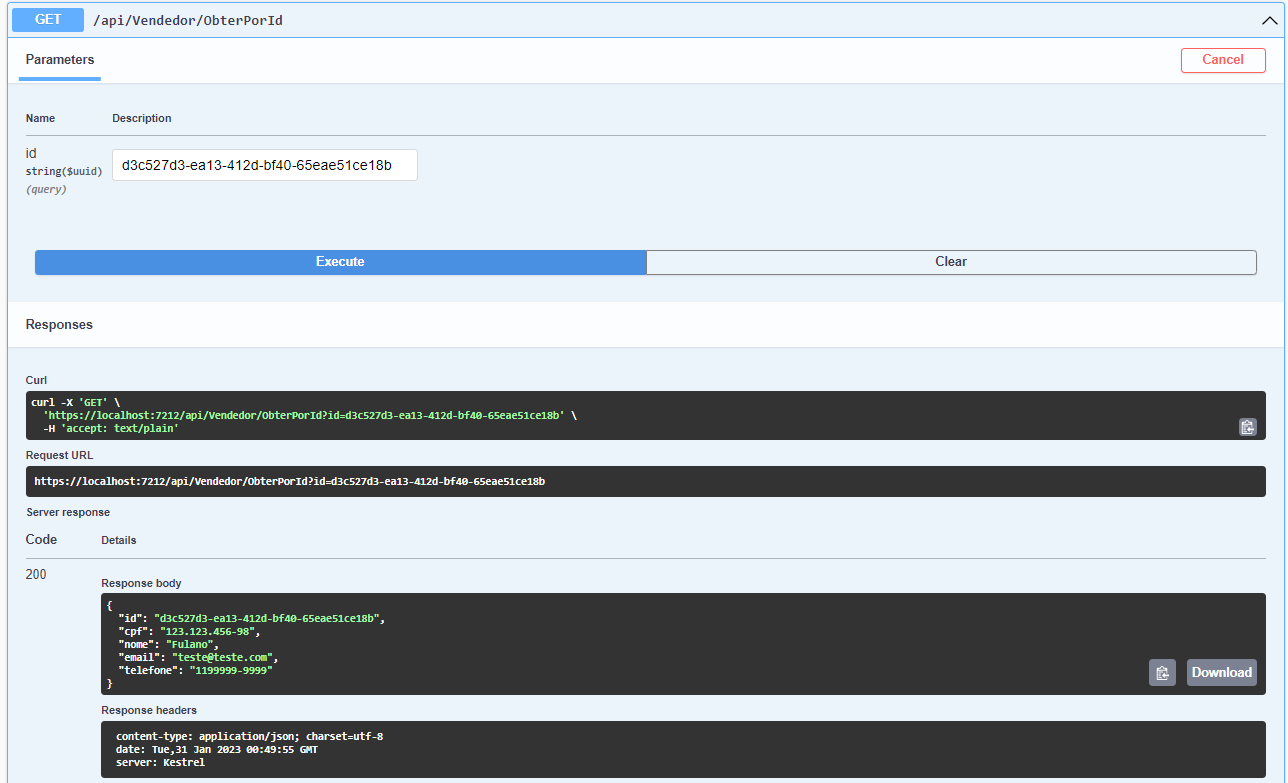 GET /api/Vendedor/ObterPorId
Parameters
Cancel
Name Description
id
string($uuid)
(query)
d3c527d3-ea13-412d-bf40-65eae51ce18b
Execute Clear
Responses
Curl
curl -X 'GET' \
'https://localhost:7212/api/Vendedor/ObterPorId?id=d3c527d3-ea13-412d-bf40-65eae51ce18b' \
-H 'accept: text/plain'
Request URL
https://localhost:7212/api/Vendedor/ObterPorId?id=d3c527d3-ea13-412d-bf40-65eae51ce18b
Server response
Code Details
200
Response body
{
"id": "d3c527d3-ea13-412d-bf40-65eae51ce18b",
"cpf": "123.123.456-98",
"nome": "Fulano",
"email": "teste@teste.com",
"telefone": "1199999-9999"
}
Download
Response headers
content-type: application/json; charset=utf-8
date: Tue,31 Jan 2023 00:49:55 GMT
server: Kestrel